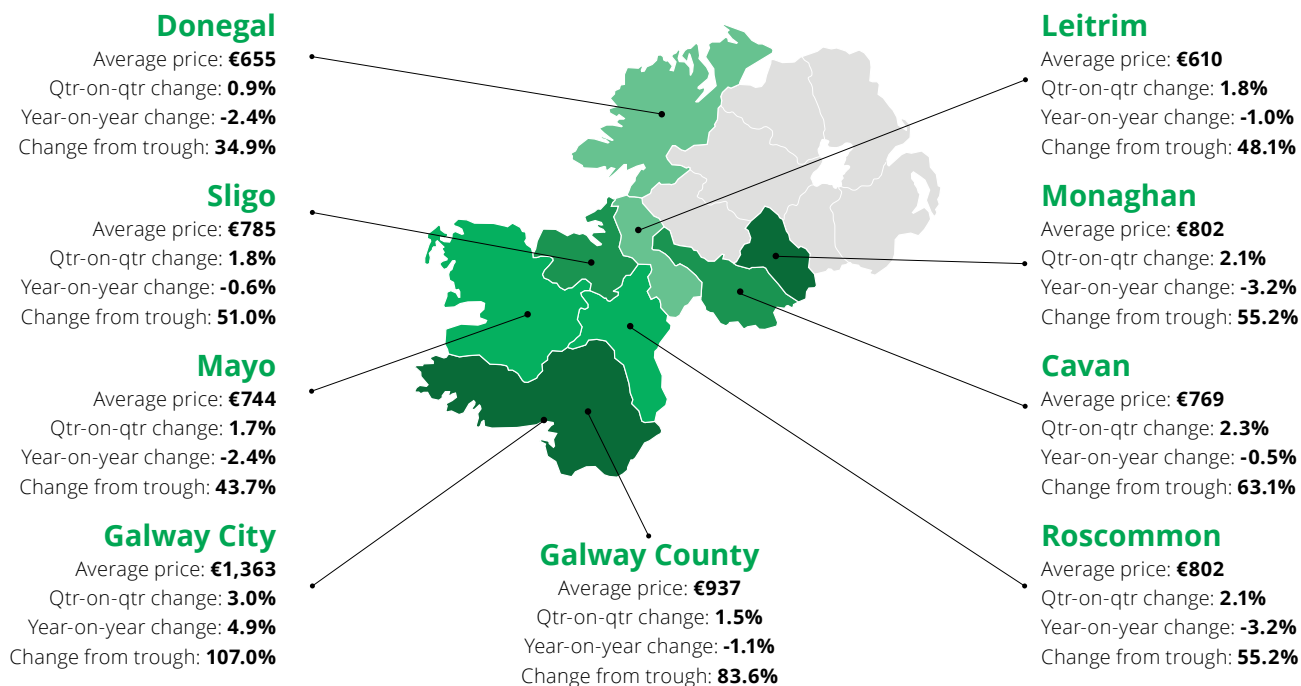 Donegal
Average price: €655
Qtr-on-qtr change: 0.9%
Year-on-year change: -2.4%
Change from trough: 34.9%
Sligo
Average price: €785
Qtr-on-qtr change: 1.8%
Year-on-year change: -0.6%
Change from trough: 51.0%
Mayo
Average price: €744
Qtr-on-qtr change: 1.7%
Year-on-year change: -2.4%
Change from trough: 43.7%
Galway City
Average price: €1,363
Qtr-on-qtr change: 3.0%
Year-on-year change: 4.9%
Change from trough: 107.0%
Galway County
Average price: €937
Qtr-on-qtr change: 1.5%
Year-on-year change: -1.1%
Change from trough: 83.6%
Leitrim
Average price: €610
Qtr-on-qtr change: 1.8%
Year-on-year change: -1.0%
Change from trough: 48.1%
Monaghan
Average price: €802
Qtr-on-qtr change: 2.1%
Year-on-year change: -3.2%
Change from trough: 55.2%
Cavan
Average price: €769
Qtr-on-qtr change: 2.3%
Year-on-year change: -0.5%
Change from trough: 63.1%
Roscommon
Average price: €802
Qtr-on-qtr change: 2.1%
Year-on-year change: -3.2%
Change from trough: 55.2%